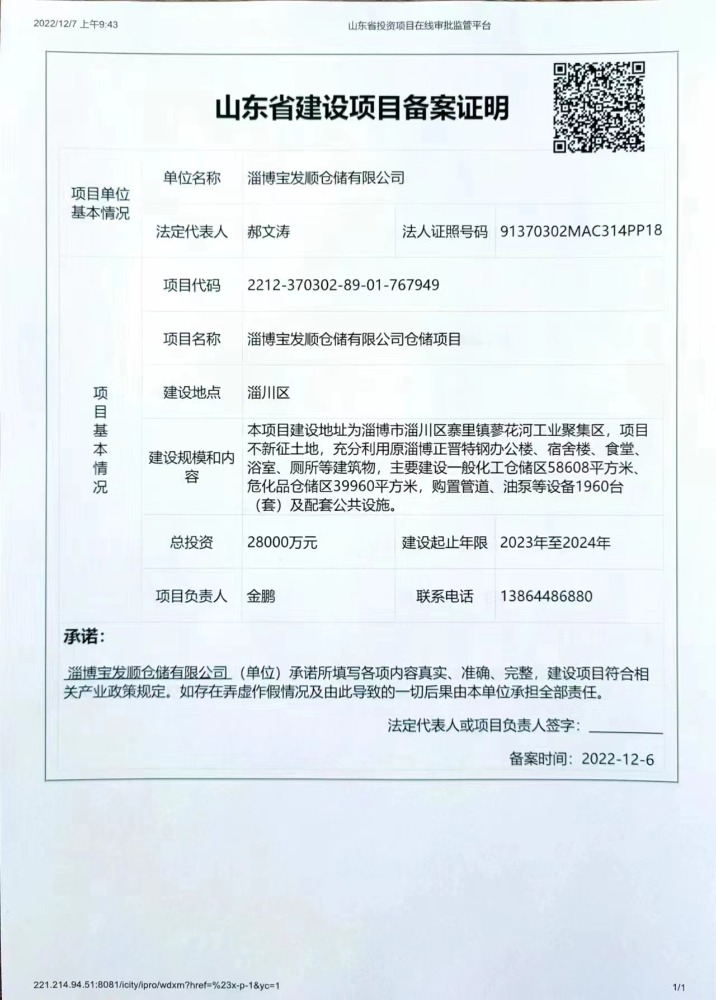 2022/12/7 上午9:43
山东省投资项目在线审批监管平台
山东省建设项目备案证明
项目单位
基本情况
单位名称
淄博宝发顺仓储有限公司
法定代表人
郝文涛
法人证照号码
91370302MAC314PP18
项目基本情况
项目代码
2212-370302-89-01-767949
项目名称
淄博宝发顺仓储有限公司仓储项目
建设地点
淄川区
建设规模和内
容
本项目建设地址为淄博市淄川区寨里镇蓼花河工业聚集区，项目
不新征土地，充分利用原淄博正晋特钢办公楼、宿舍楼、食堂、
浴室、厕所等建筑物，主要建设一般化工仓储区58608平方米、
危化品仓储区39960平方米，购置管道、油泵等设备1960台
（套）及配套公共设施。
总投资
28000万元
建设起止年限
2023年至2024年
项目负责人
金鹏
联系电话
13864486880
承诺：
淄博宝发顺仓储有限公司（单位）承诺所填写各项内容真实、准确、完整，建设项目符合相
关产业政策规定。如存在弄虚作假情况及由此导致的一切后果由本单位承担全部责任。
法定代表人或项目负责人签字：
备案时间：2022-12-6
221.214.94.51:8081/icity/ipro/wdxm?href=%23x-p-1&yc=1
1/1